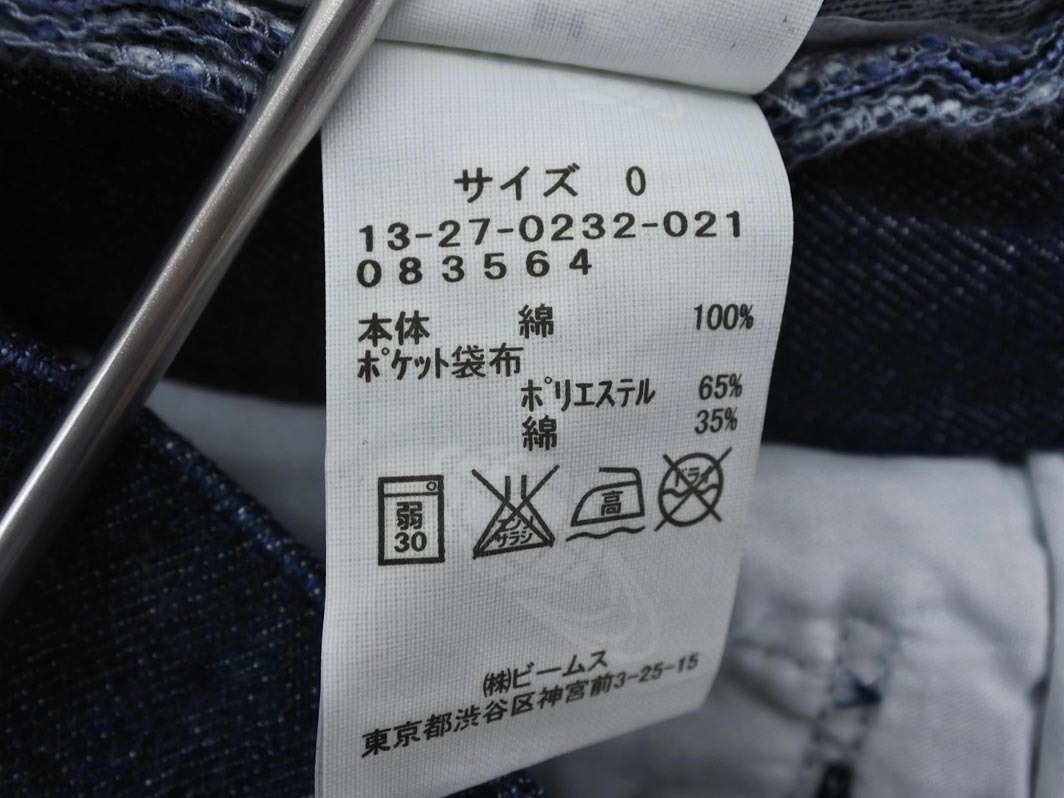 サイズ 0
13-27-0232-021
083564
本体 綿 100%
ﾎﾟｹｯﾄ袋布
ﾎﾟﾘｴｽﾃﾙ 65%
綿 35%
弱
30
エンソ
サラシ
高
ドライ
㈱ビームス
東京都渋谷区神宮前3-25-15